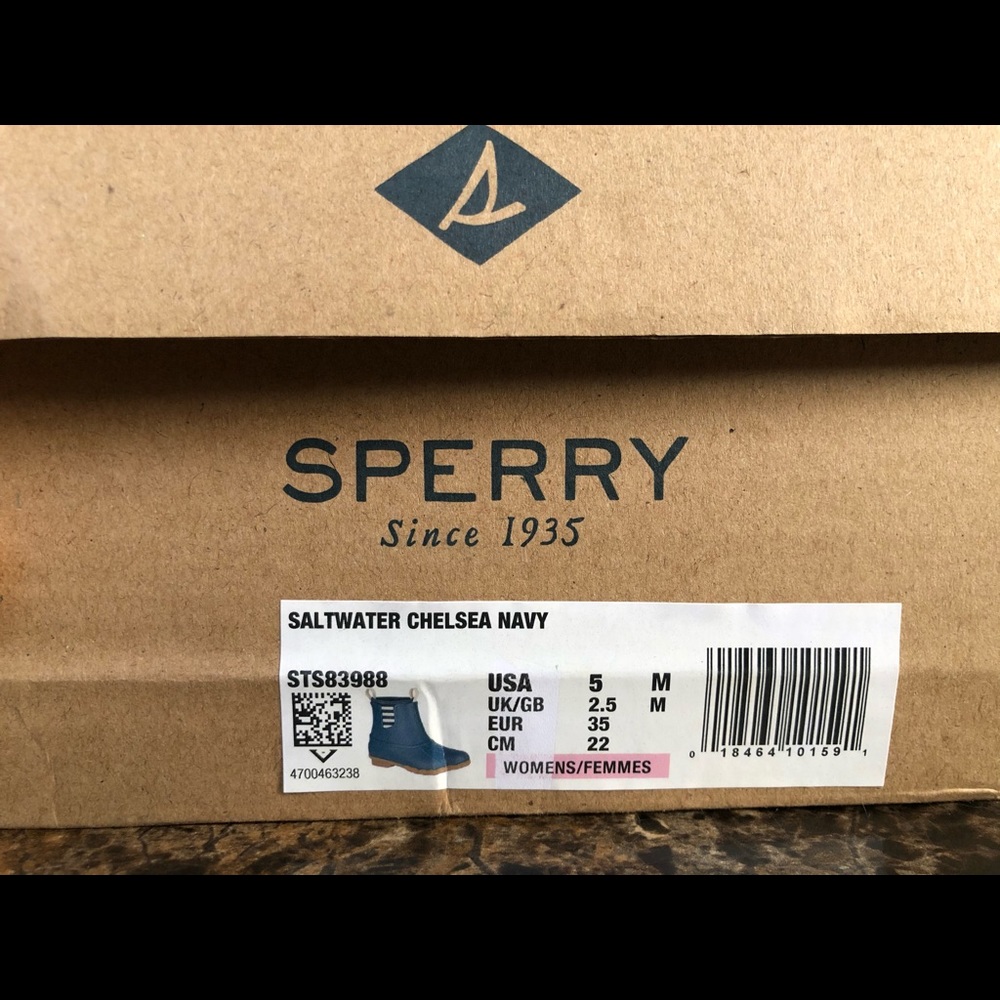 SPERRY
Since 1935
SALTWATER CHELSEA NAVY
STS83988
USA 5 M
UK/GB 2.5 M
EUR 35
CM 22
WOMENS/FEMMES
4700463238
0 18464 10159 1